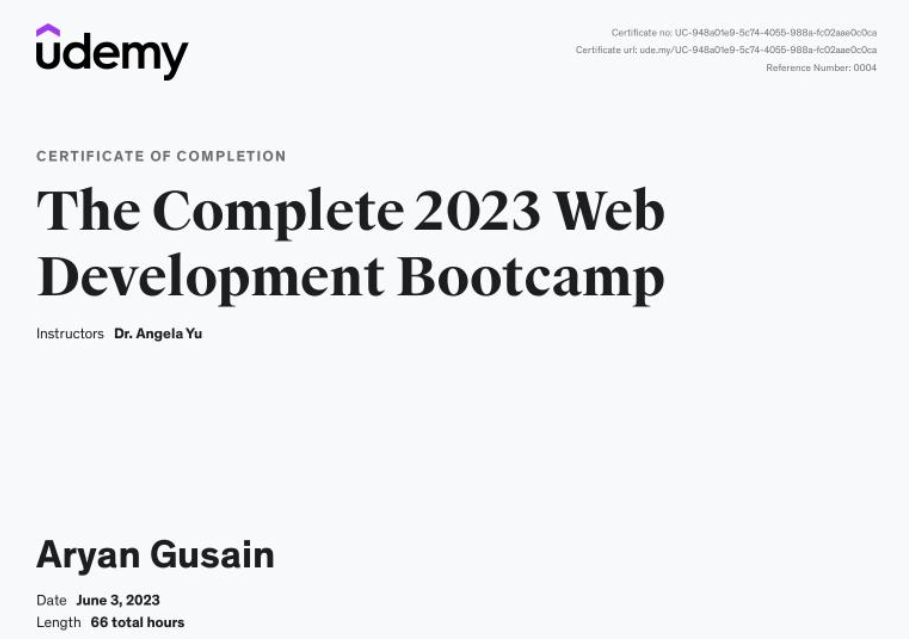 udemy
Certificate no: UC-948a01e9-5c74-4055-988a-fc02aae0c0ca
Certificate url: ude.my/UC-948a01e9-5c74-4055-988a-fc02aae0c0ca
Reference Number: 0004
CERTIFICATE OF COMPLETION
The Complete 2023 Web
Development Bootcamp
Instructors Dr. Angela Yu
Aryan Gusain
Date June 3, 2023
Length 66 total hours